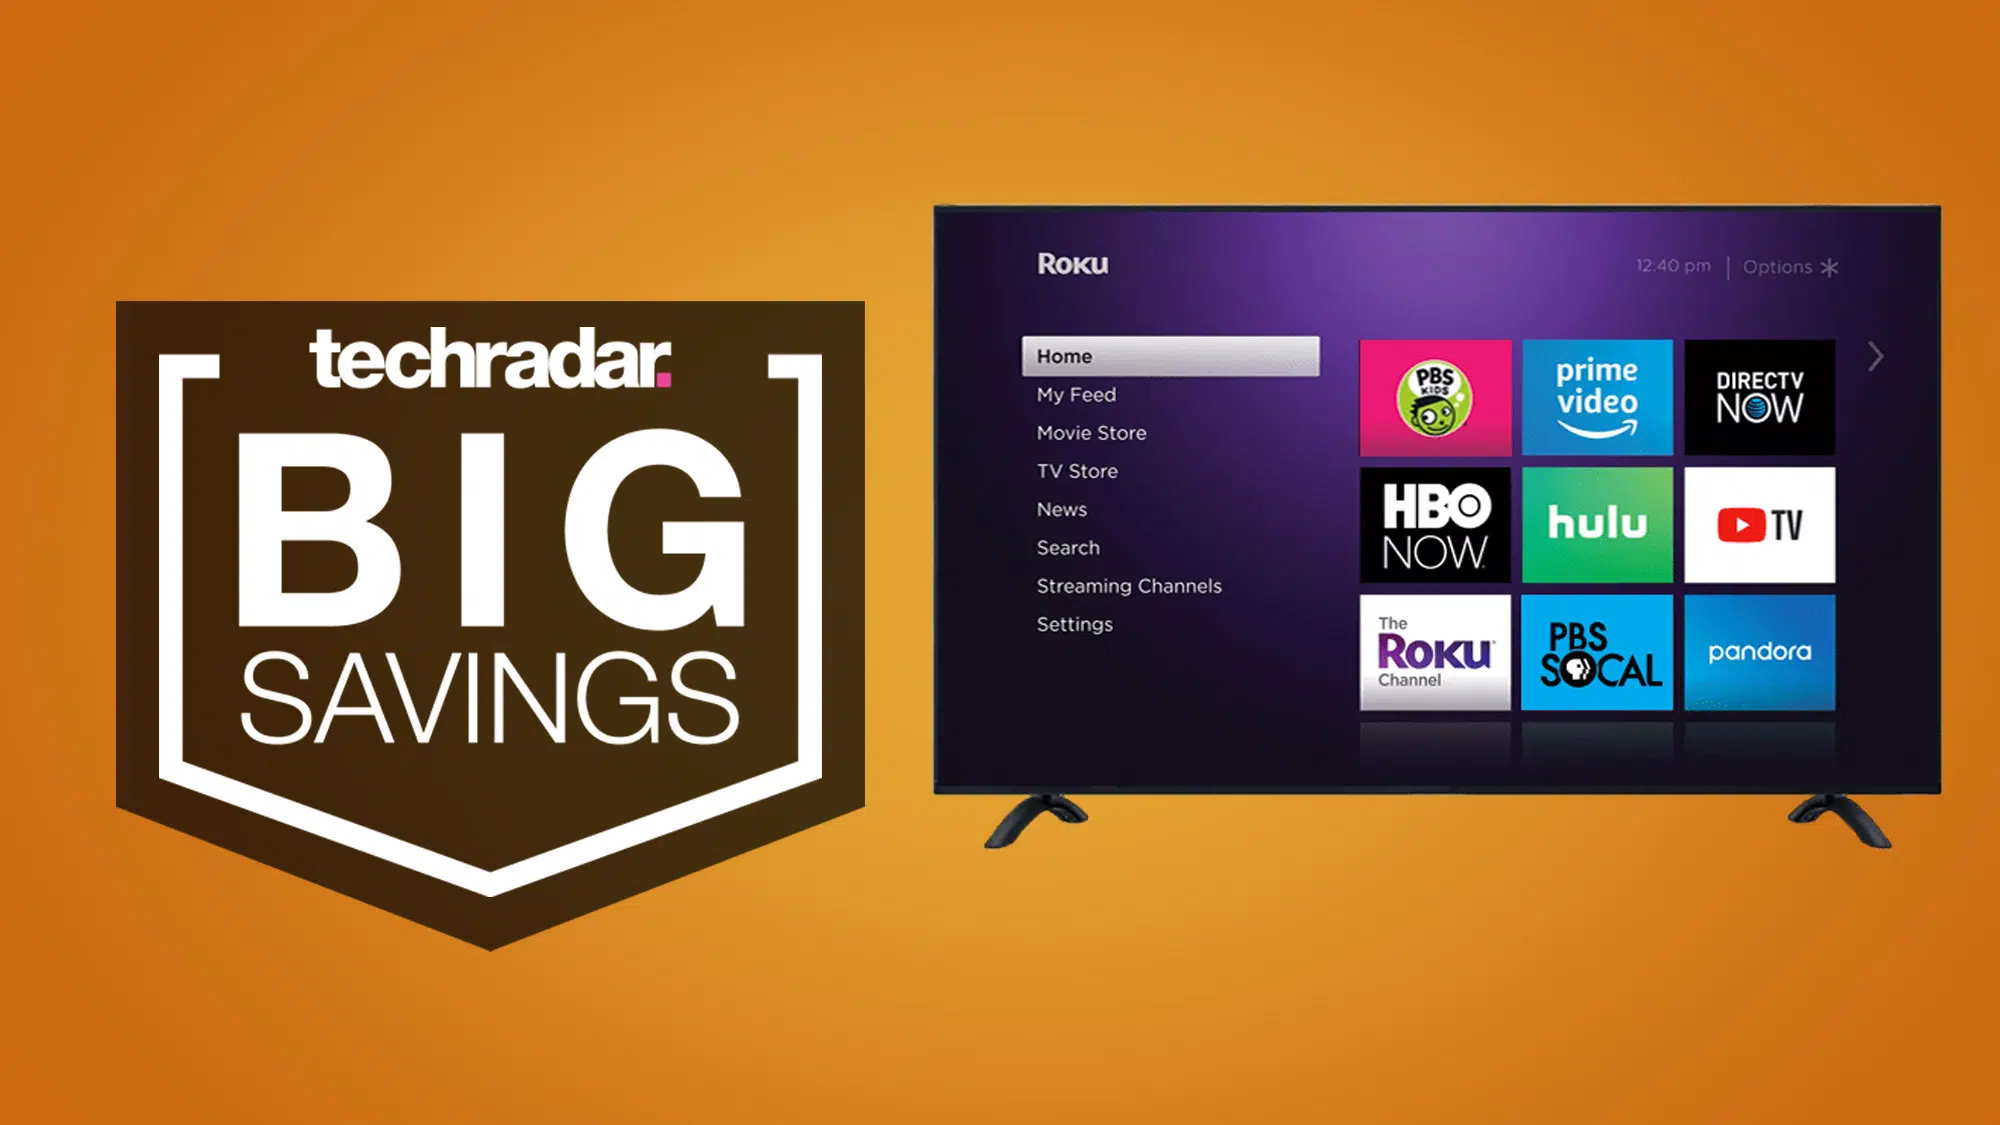 techradar.
BIG
SAVINGS
Roku
12:40 pm | Options *
Home
My Feed
Movie Store
TV Store
News
Search
Streaming Channels
Settings
PBS
KIDS
prime
video
DIRECTV
NOW
HBO
NOW
hulu
TV
The
Roku
Channel
PBS
SOCAL
pandora